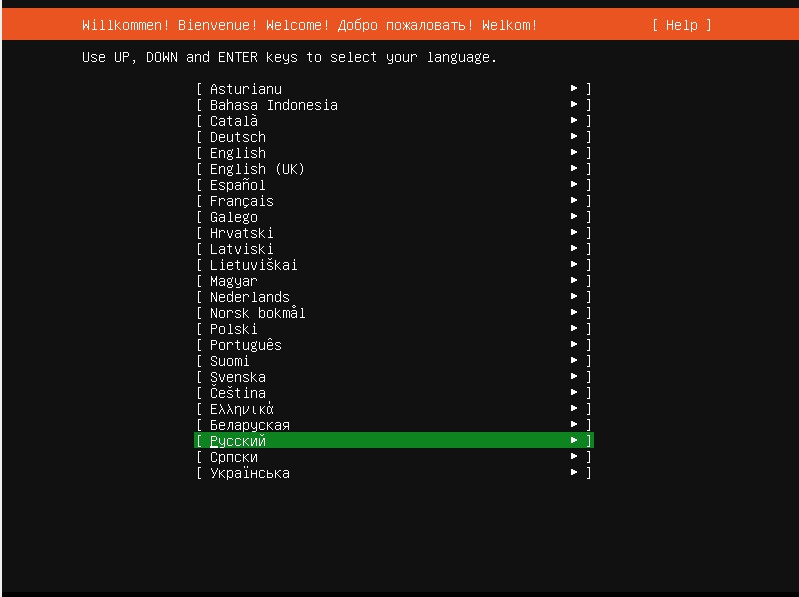 Willkommen! Bienvenue! Welcome! Добро пожаловать! Welkom! [ Help ]
Use UP, DOWN and ENTER keys to select your language.
[ Asturianu ▸ ]
[ Bahasa Indonesia ▸ ]
[ Català ▸ ]
[ Deutsch ▸ ]
[ English ▸ ]
[ English (UK) ▸ ]
[ Español ▸ ]
[ Français ▸ ]
[ Galego ▸ ]
[ Hrvatski ▸ ]
[ Latviski ▸ ]
[ Lietuviškai ▸ ]
[ Magyar ▸ ]
[ Nederlands ▸ ]
[ Norsk bokmål ▸ ]
[ Polski ▸ ]
[ Português ▸ ]
[ Suomi ▸ ]
[ Svenska ▸ ]
[ Čeština ▸ ]
[ Ελληνικά ▸ ]
[ Беларуская ▸ ]
[ Русский ▸ ]
[ Српски ▸ ]
[ Українська ▸ ]